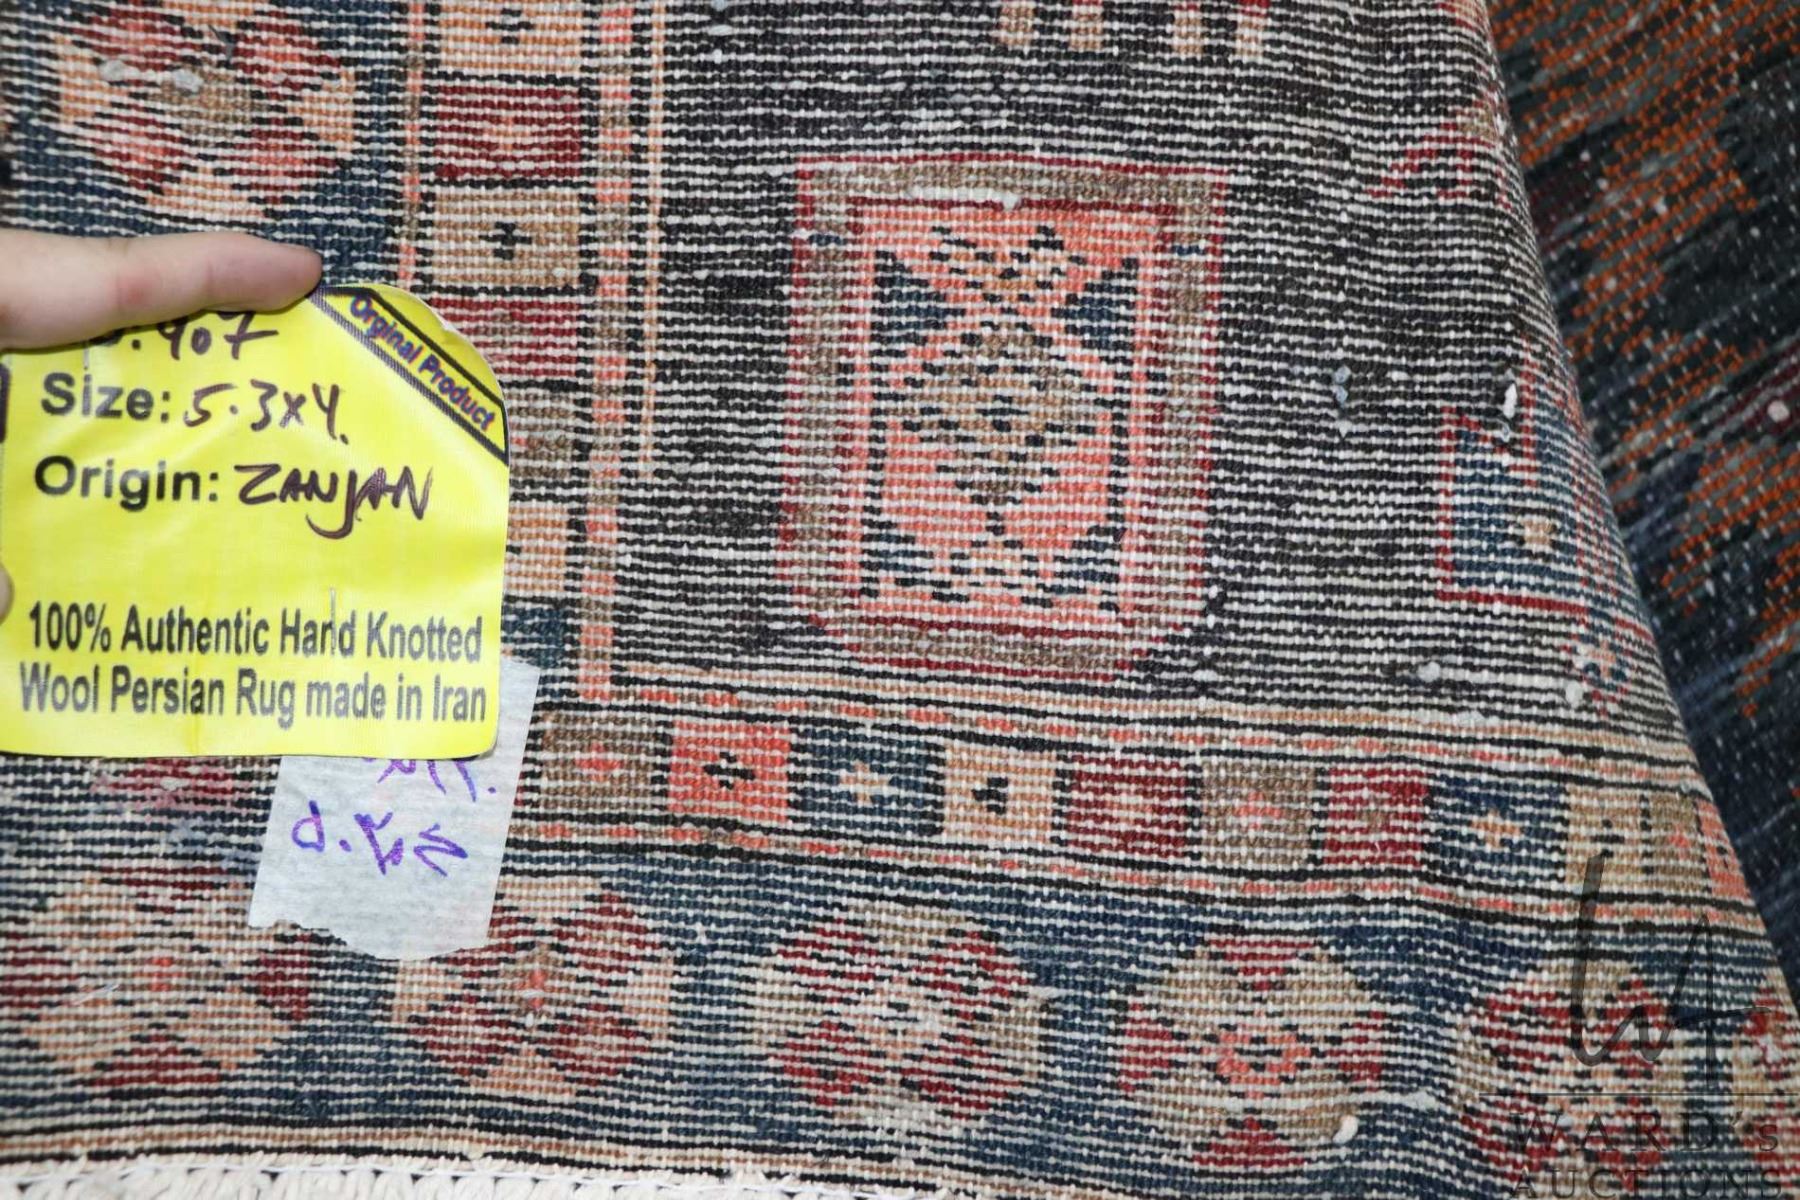 Orginal Product
.407
Size: 5.3x4.
Origin: ZANJAN
100% Authentic Hand Knotted
Wool Persian Rug made in Iran
WARD's
AUCTIONS